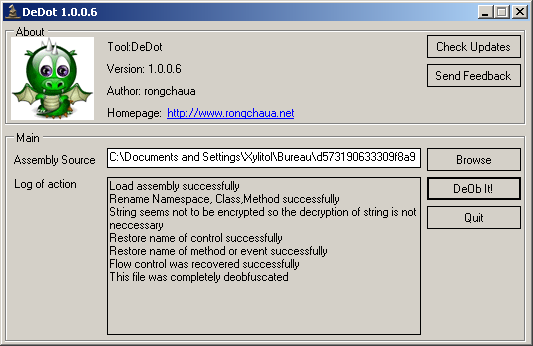 DeDot 1.0.0.6
About
Tool:DeDot
Version: 1.0.0.6
Author: rongchaua
Homepage: http://www.rongchaua.net
Check Updates
Send Feedback
Main
Assembly Source
C:\Documents and Settings\Xylitol\Bureau\d573190633309f8a9
Browse
Log of action
Load assembly successfully
Rename Namespace, Class,Method successfully
String seems not to be encrypted so the decryption of string is not
neccessary
Restore name of control successfully
Restore name of method or event successfully
Flow control was recovered successfully
This file was completely deobfuscated
DeOb It!
Quit